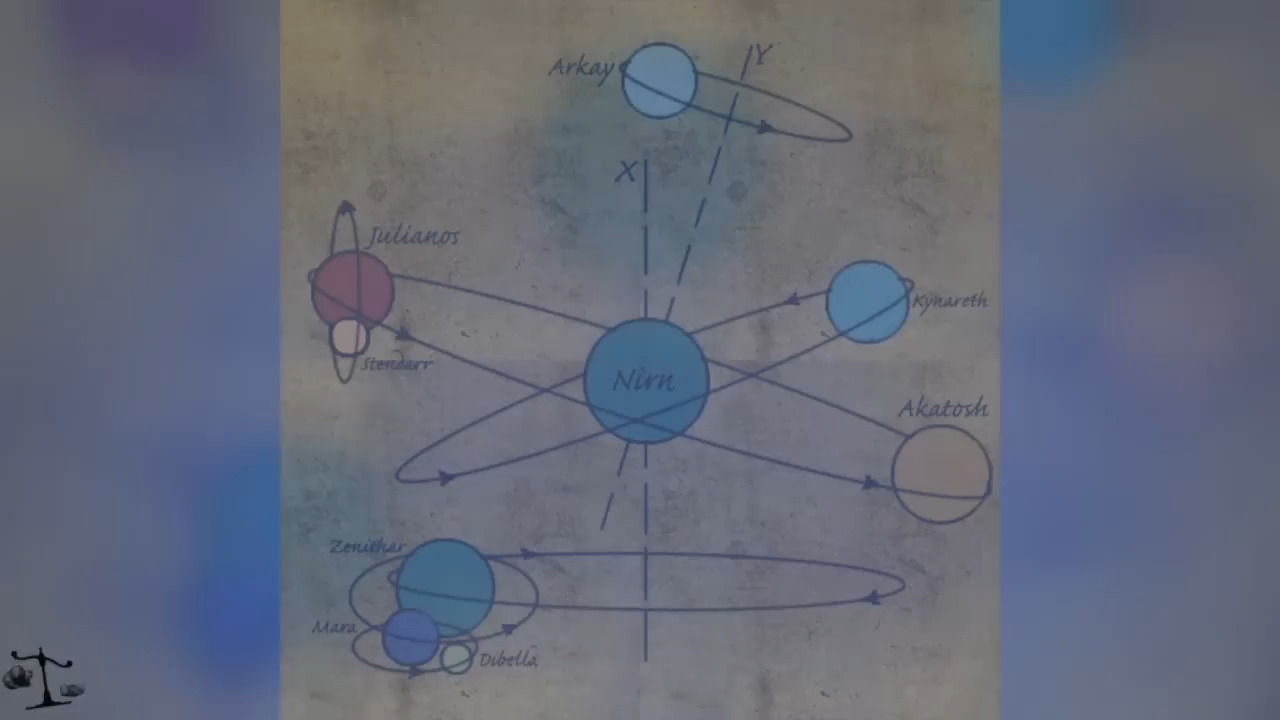 Arkay
Y
X
Julianos
Kynareth
Stendarr
Nirn
Akatosh
Zenithar
Mara
Dibella